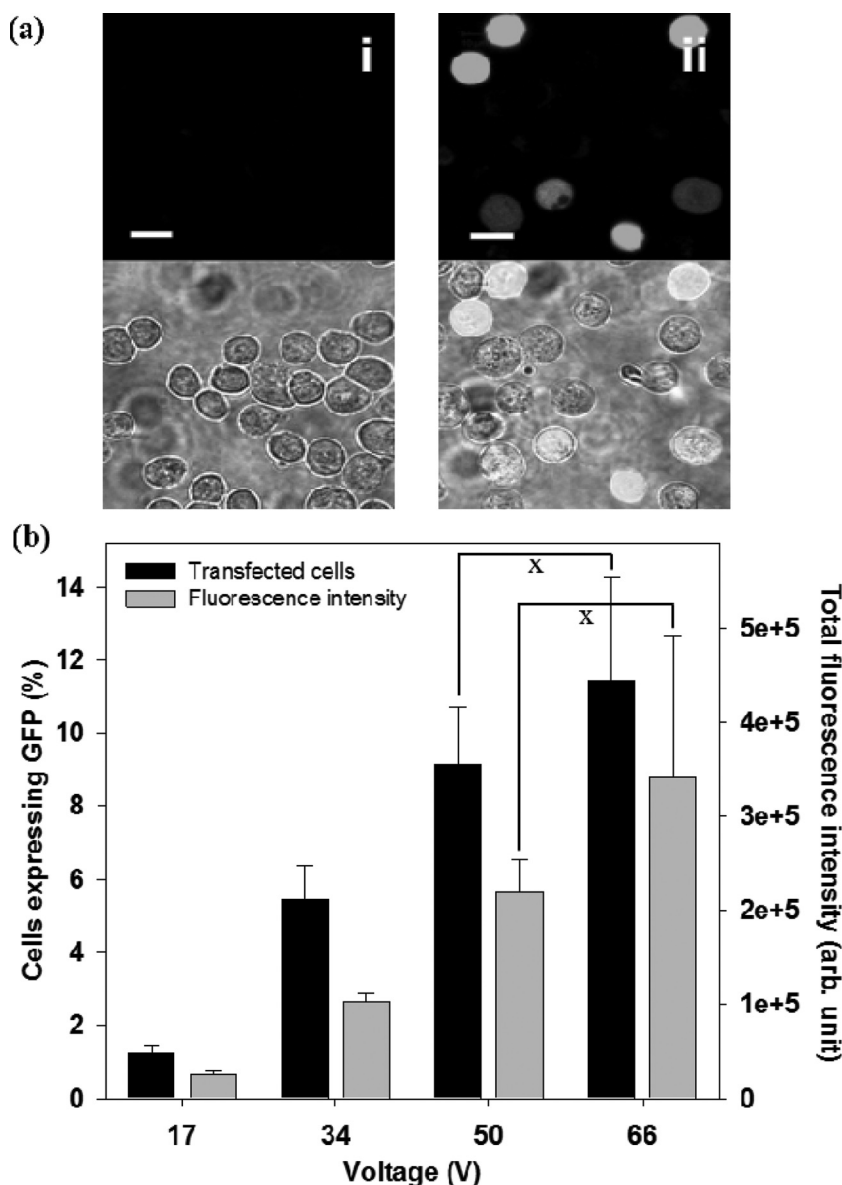 (a)
i
ii
(b)
Transfected cells
Fluorescence intensity
x
x
Cells expressing GFP (%)
14
12
10
8
6
4
2
0
Total fluorescence intensity (arb. unit)
5e+5
4e+5
3e+5
2e+5
1e+5
0
17 34 50 66
Voltage (V)